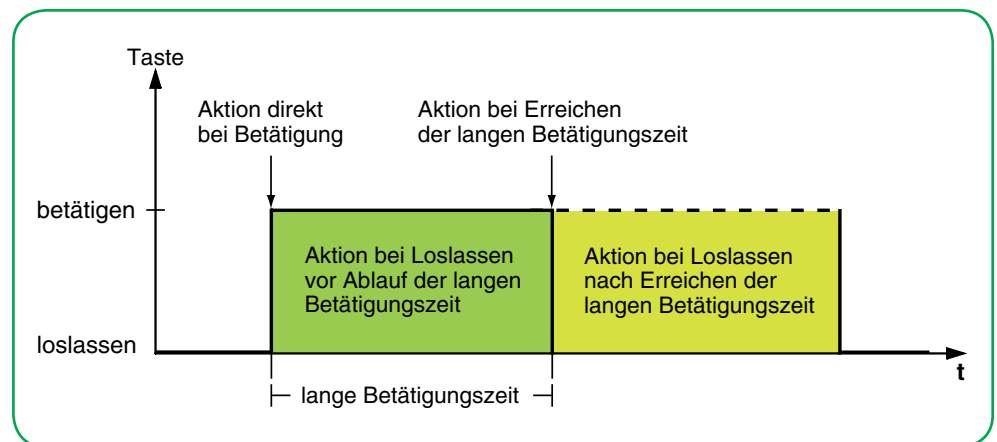 Taste
Aktion direkt
bei Betätigung
Aktion bei Erreichen
der langen Betätigungszeit
betätigen
Aktion bei Loslassen
vor Ablauf der langen
Betätigungszeit
Aktion bei Loslassen
nach Erreichen der
langen Betätigungszeit
loslassen
t
lange Betätigungszeit